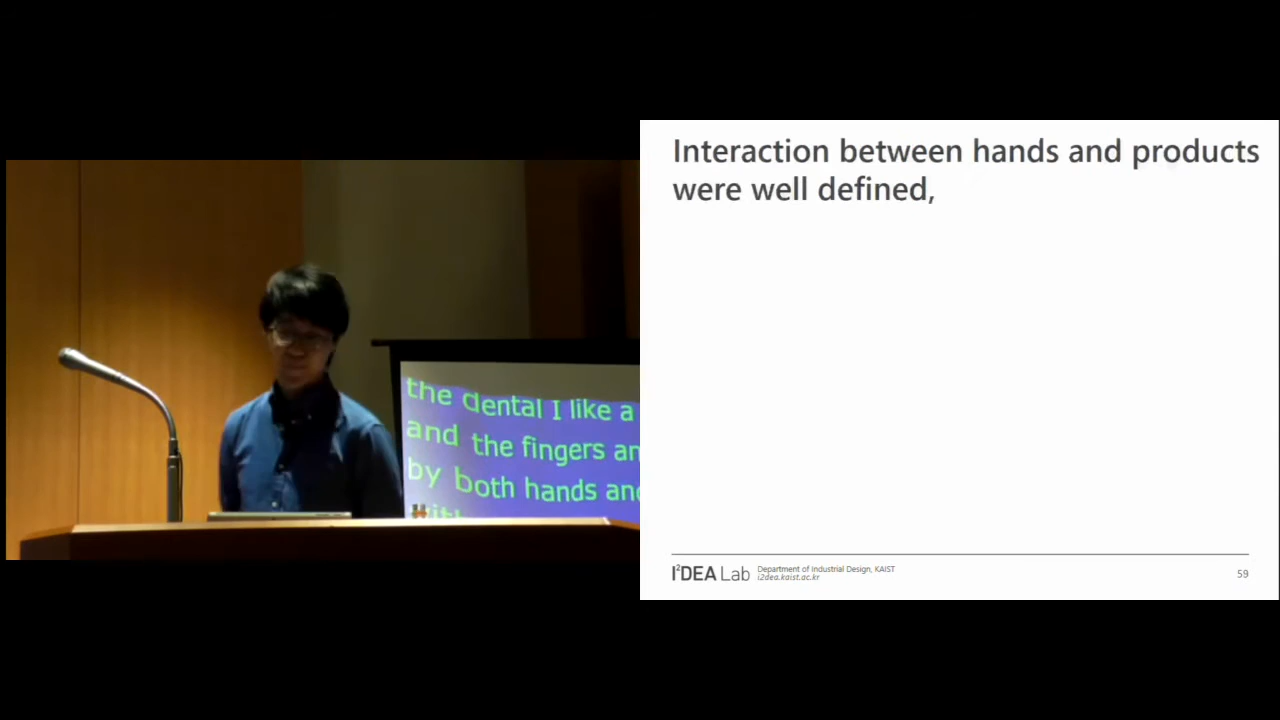 the dental I like a
and the fingers an
by both hands and
Interaction between hands and products
were well defined,
I²DEA Lab
Department of Industrial Design, KAIST
i2dea.kaist.ac.kr
59